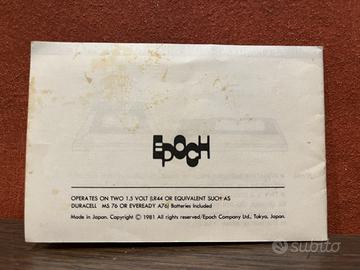 EPOCH
OPERATES ON TWO 1.5 VOLT (LR44 OR EQUIVALENT SUCH AS
DURACELL MS 76 OR EVEREADY A76) Batteries Included
Made in Japan. Copyright © 1981 All rights reserved/Epoch Company Ltd., Tokyo, Japan.
subito